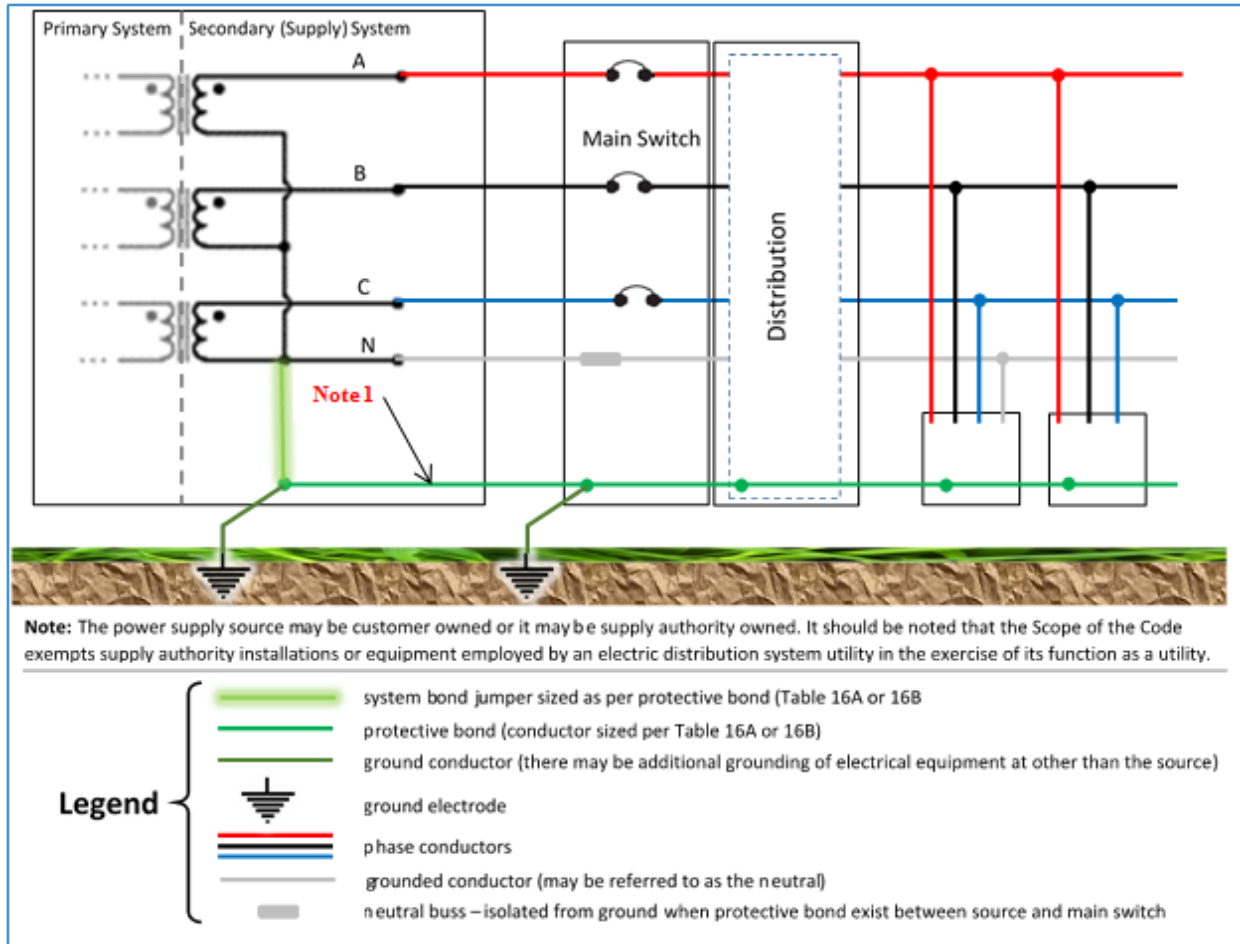 Primary System
Secondary (Supply) System
A
B
C
N
Note1
Main Switch
Distribution
Note: The power supply source may be customer owned or it may be supply authority owned. It should be noted that the Scope of the Code
exempts supply authority installations or equipment employed by an electric distribution system utility in the exercise of its function as a utility.
Legend
system bond jumper sized as per protective bond (Table 16A or 16B
protective bond (conductor sized per Table 16A or 16B)
ground conductor (there may be additional grounding of electrical equipment at other than the source)
ground electrode
phase conductors
grounded conductor (may be referred to as the neutral)
neutral buss – isolated from ground when protective bond exist between source and main switch